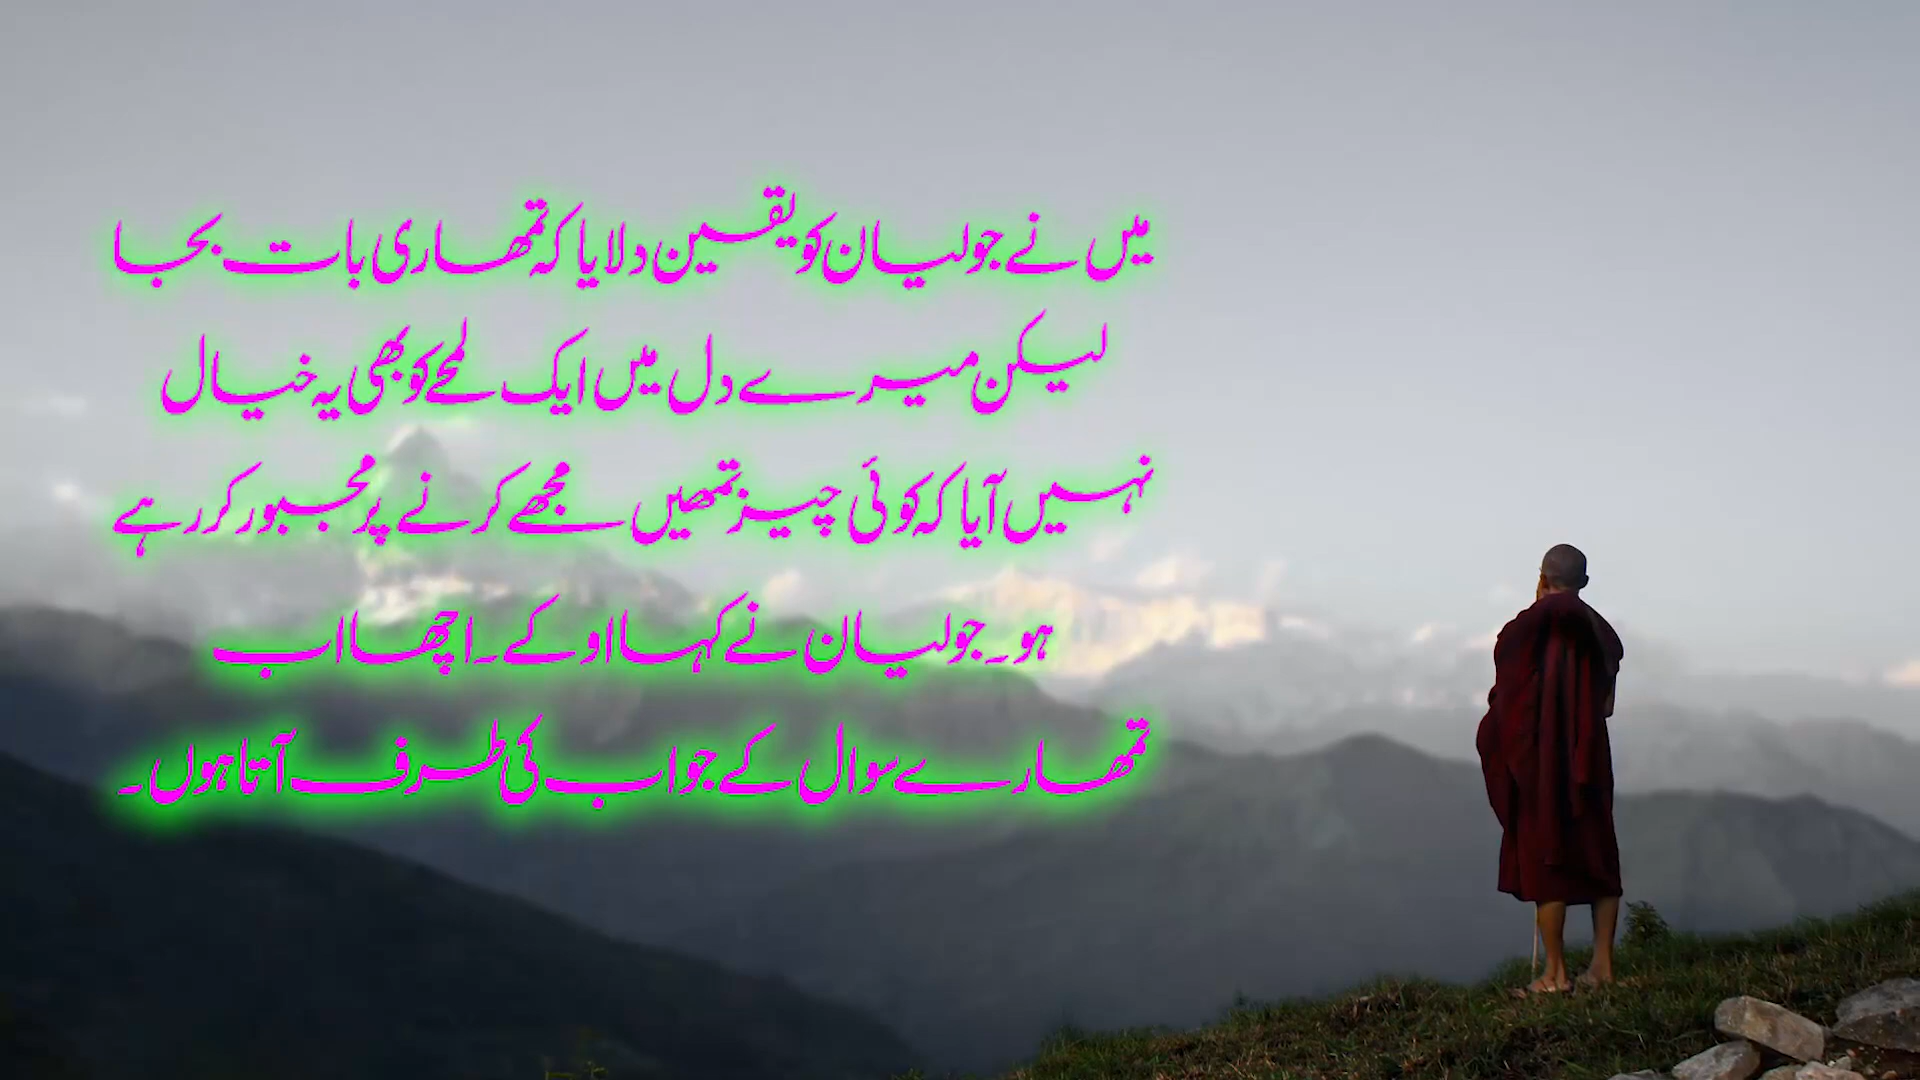 میں نے جولیان کو یقین دلایا کہ تمھاری بات بجا
لیکن میرے دل میں ایک لمحے کو بھی یہ خیال
نہیں آیا کہ کوئی چیز تمھیں مجھے کرنے پر مجبور کر رہے
ہو۔ جولیان نے کہا او کے۔ اچھا اب
تمھارے سوال کے جواب کی طرف آتا ہوں۔